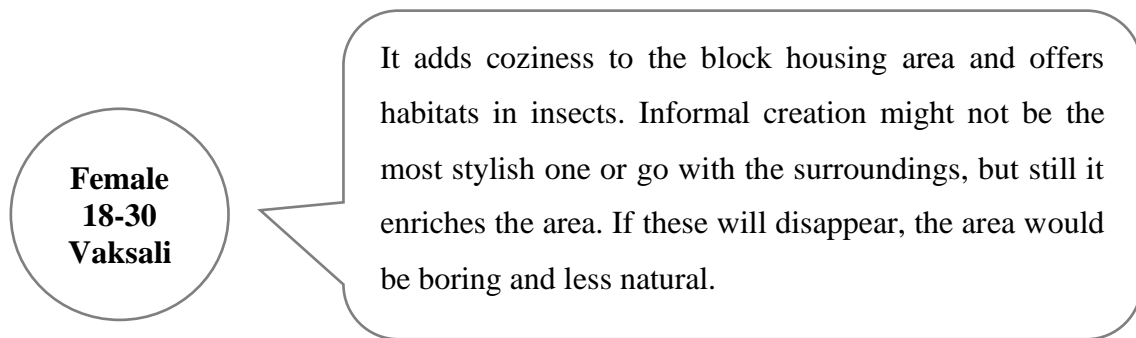 Female
18-30
Vaksali
It adds coziness to the block housing area and offers
habitats in insects. Informal creation might not be the
most stylish one or go with the surroundings, but still it
enriches the area. If these will disappear, the area would
be boring and less natural.